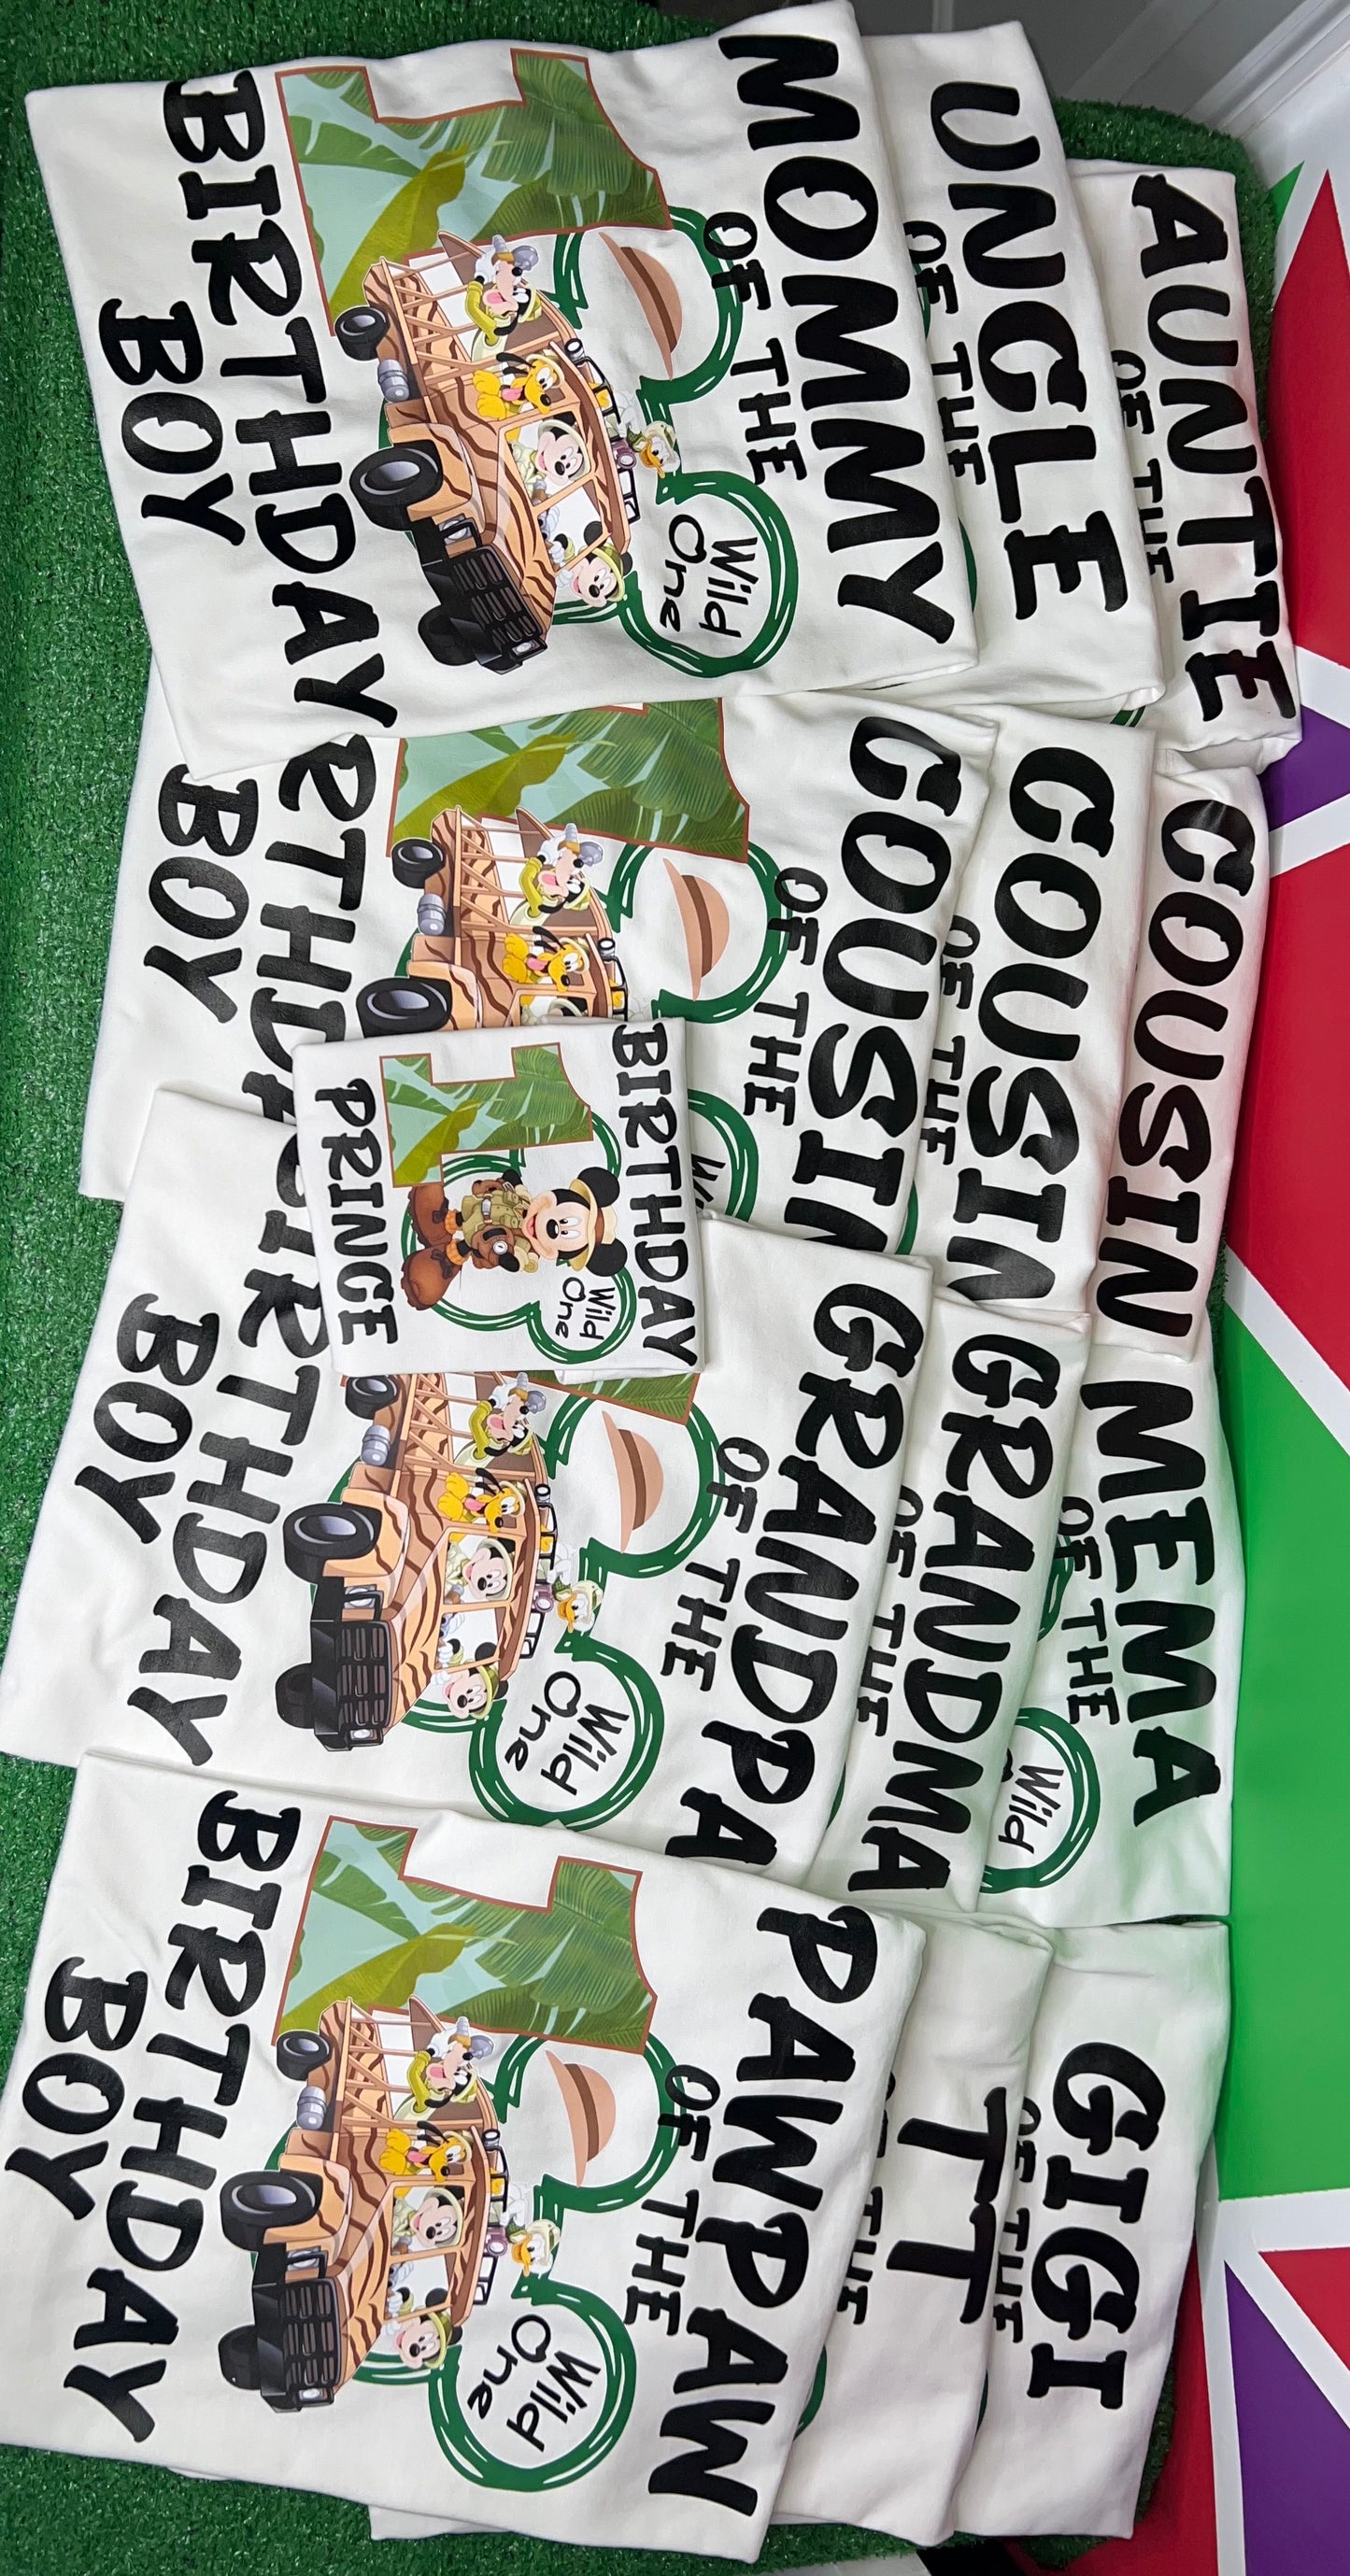 AUNTIE
OF THE
UNCLE
OF THE
MOMMY
OF THE
Wild
One
BIRTHDAY
BOY
COUSIN
COUSIN
OF THE
COUSIN
OF THE
BIRTHDAY
BOY
BIRTHDAY
Wild
One
PRINCE
MEMA
OF THE
Wild
GRANDMA
OF THE
GRANDPA
OF THE
Wild
One
BIRTHDAY
BOY
GIGI
OF THE
TT
THE
PAWPAW
OF THE
Wild
One
BIRTHDAY
BOY